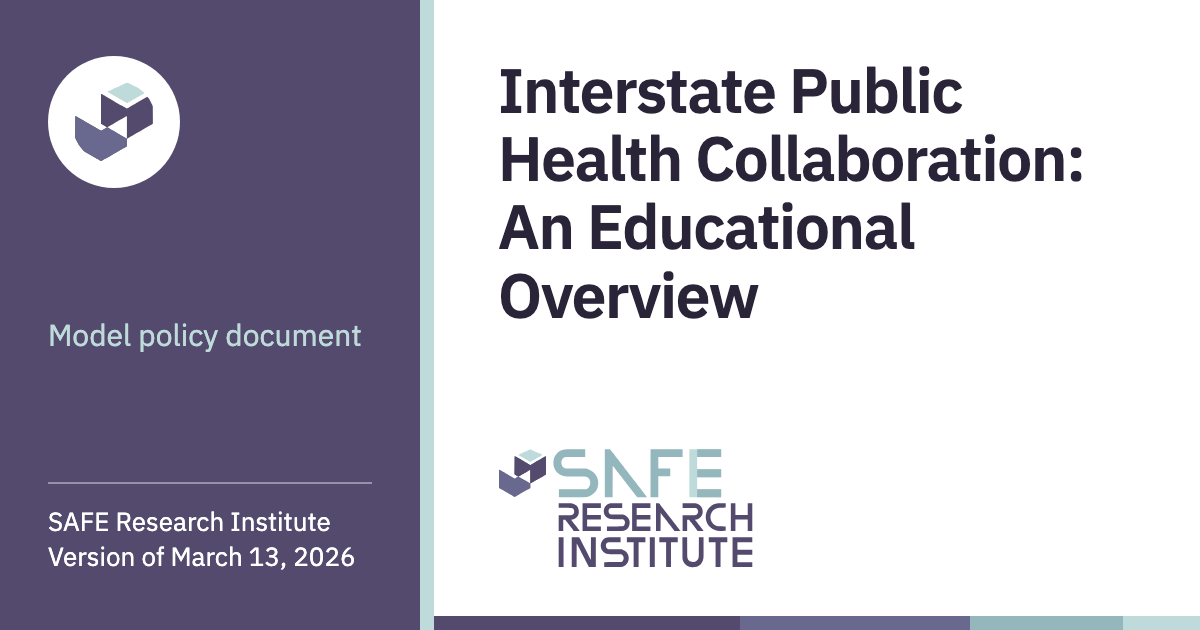 Model policy document
SAFE Research Institute
Version of March 13, 2026
Interstate Public
Health Collaboration:
An Educational
Overview
SAFE
RESEARCH
INSTITUTE